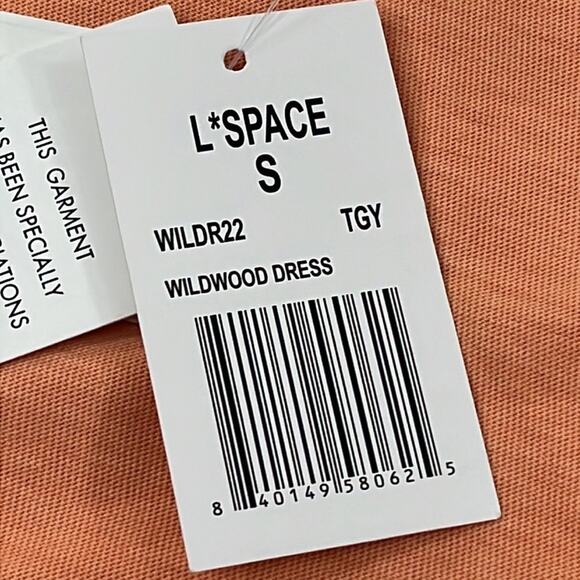 L*SPACE
S
WILDR22 TGY
WILDWOOD DRESS
8 40149 58062 5
THIS GARMENT
BEEN SPECIALLY